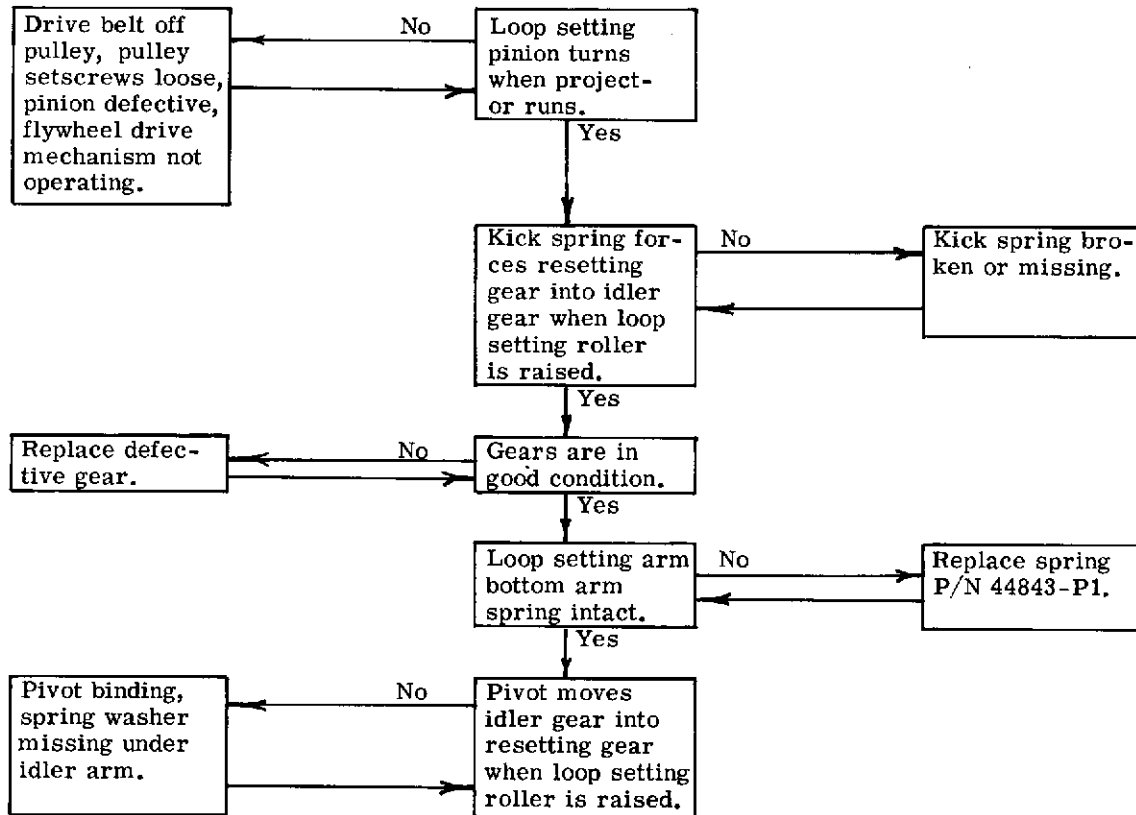 Drive belt off
pulley, pulley
setscrews loose,
pinion defective,
flywheel drive
mechanism not
operating.
No
Loop setting
pinion turns
when project-
or runs.
Yes
Kick spring for-
ces resetting
gear into idler
gear when loop
setting roller
is raised.
No
Kick spring bro-
ken or missing.
Yes
Replace defec-
tive gear.
No
Gears are in
good condition.
Yes
Loop setting arm
bottom arm
spring intact.
No
Replace spring
P/N 44843-P1.
Yes
Pivot binding,
spring washer
missing under
idler arm.
No
Pivot moves
idler gear into
resetting gear
when loop setting
roller is raised.